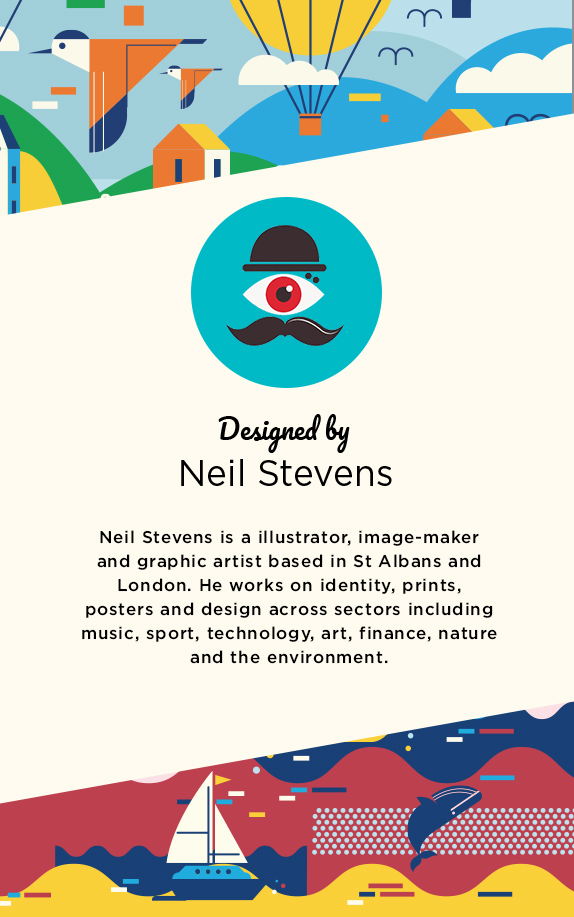 Designed by
Neil Stevens
Neil Stevens is a illustrator, image-maker
and graphic artist based in St Albans and
London. He works on identity, prints,
posters and design across sectors including
music, sport, technology, art, finance, nature
and the environment.